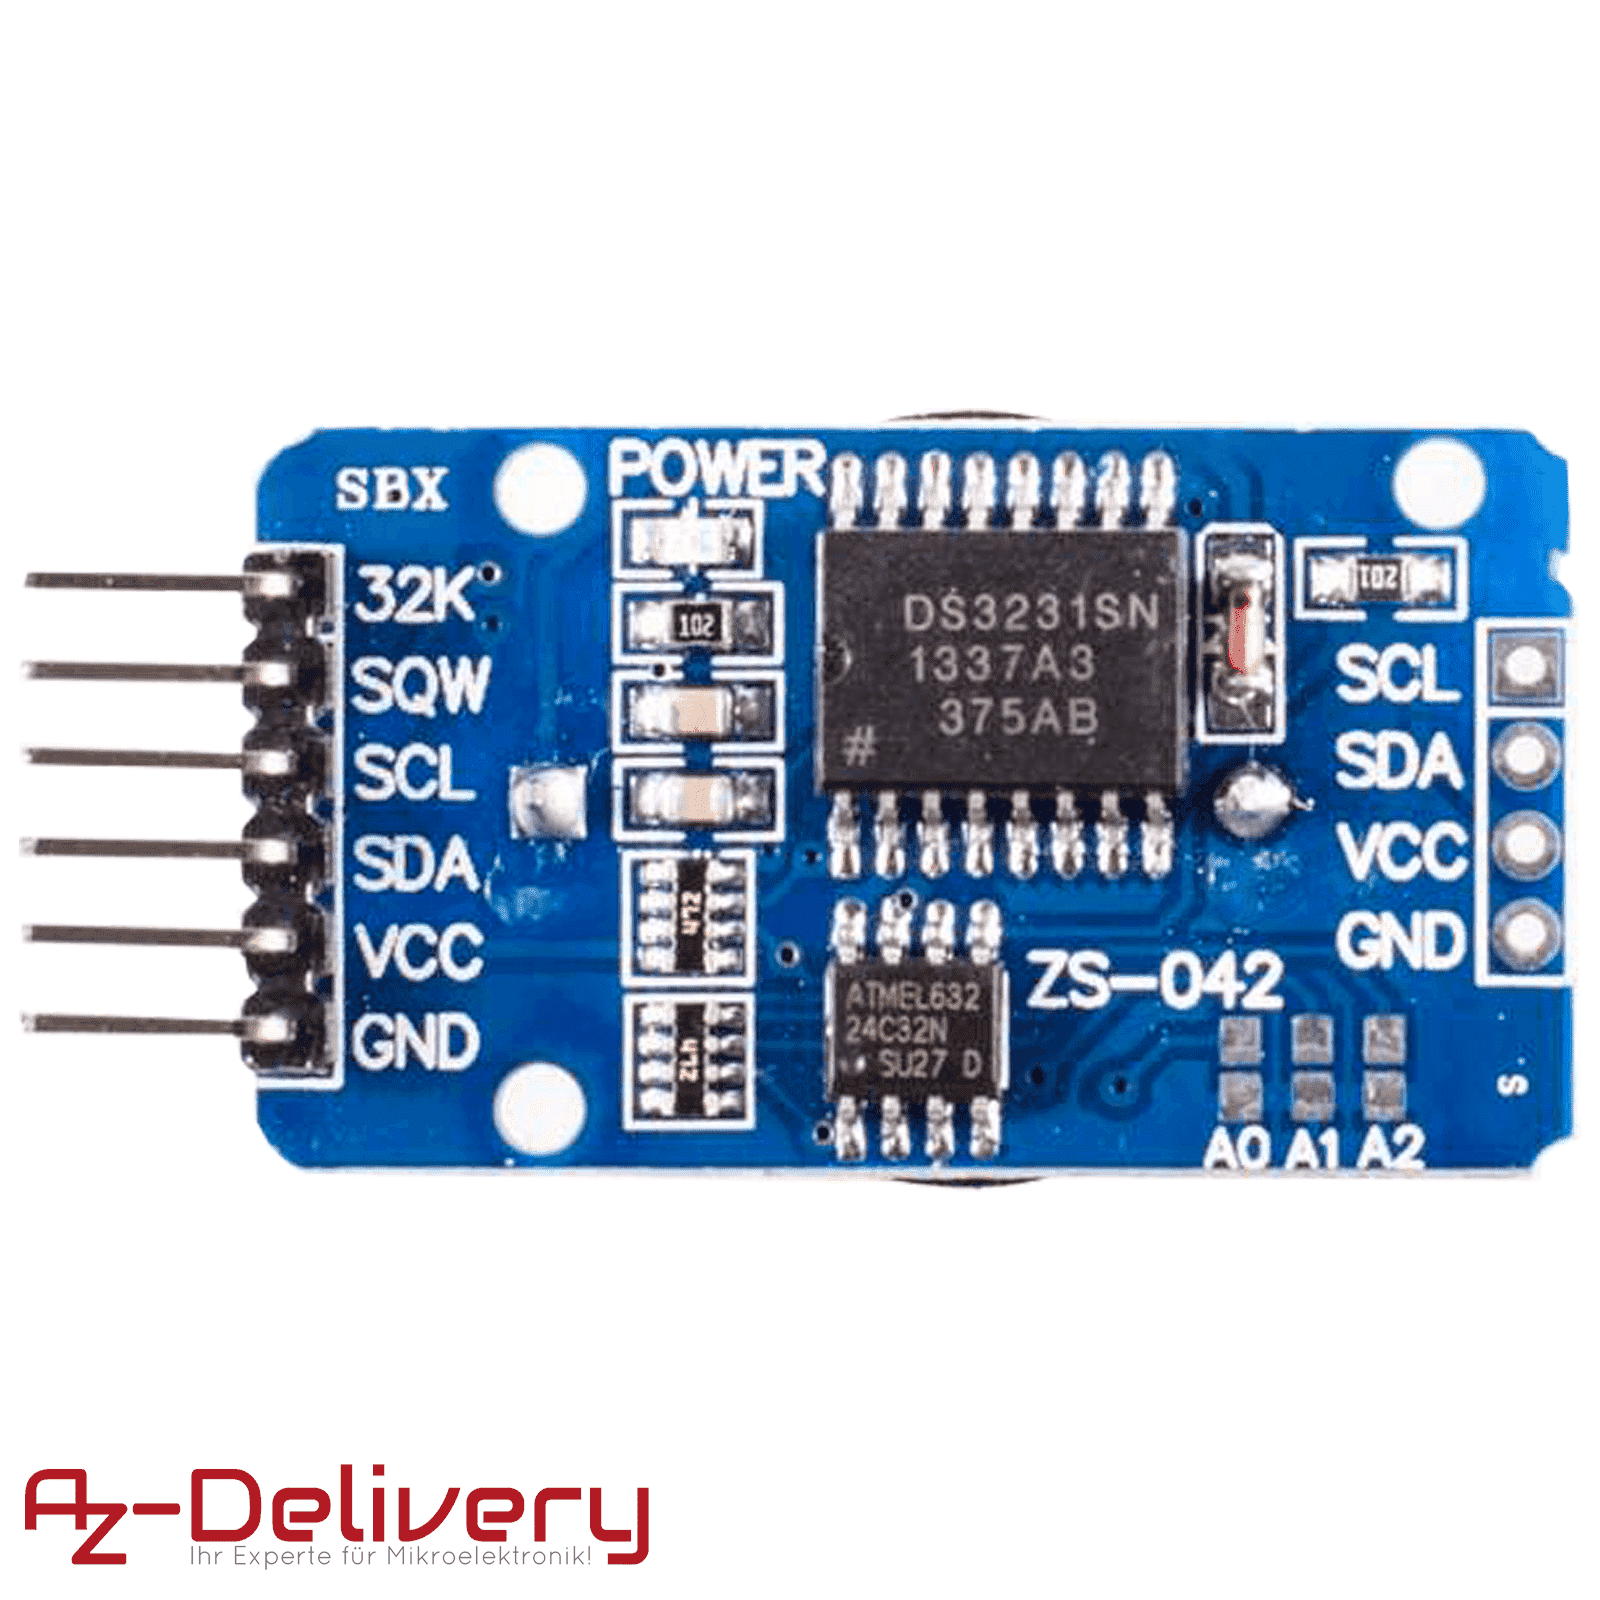 SBX
POWER
32K
SQW
SCL
SDA
VCC
GND
102
472
472
DS3231SN
1337A3
375AB
#
ATMEL632
24C32N
SU27 D
ZS-042
102
SCL
SDA
VCC
GND
A0 A1 A2
S.
AZ-Delivery
Ihr Experte für Mikroelektronik!